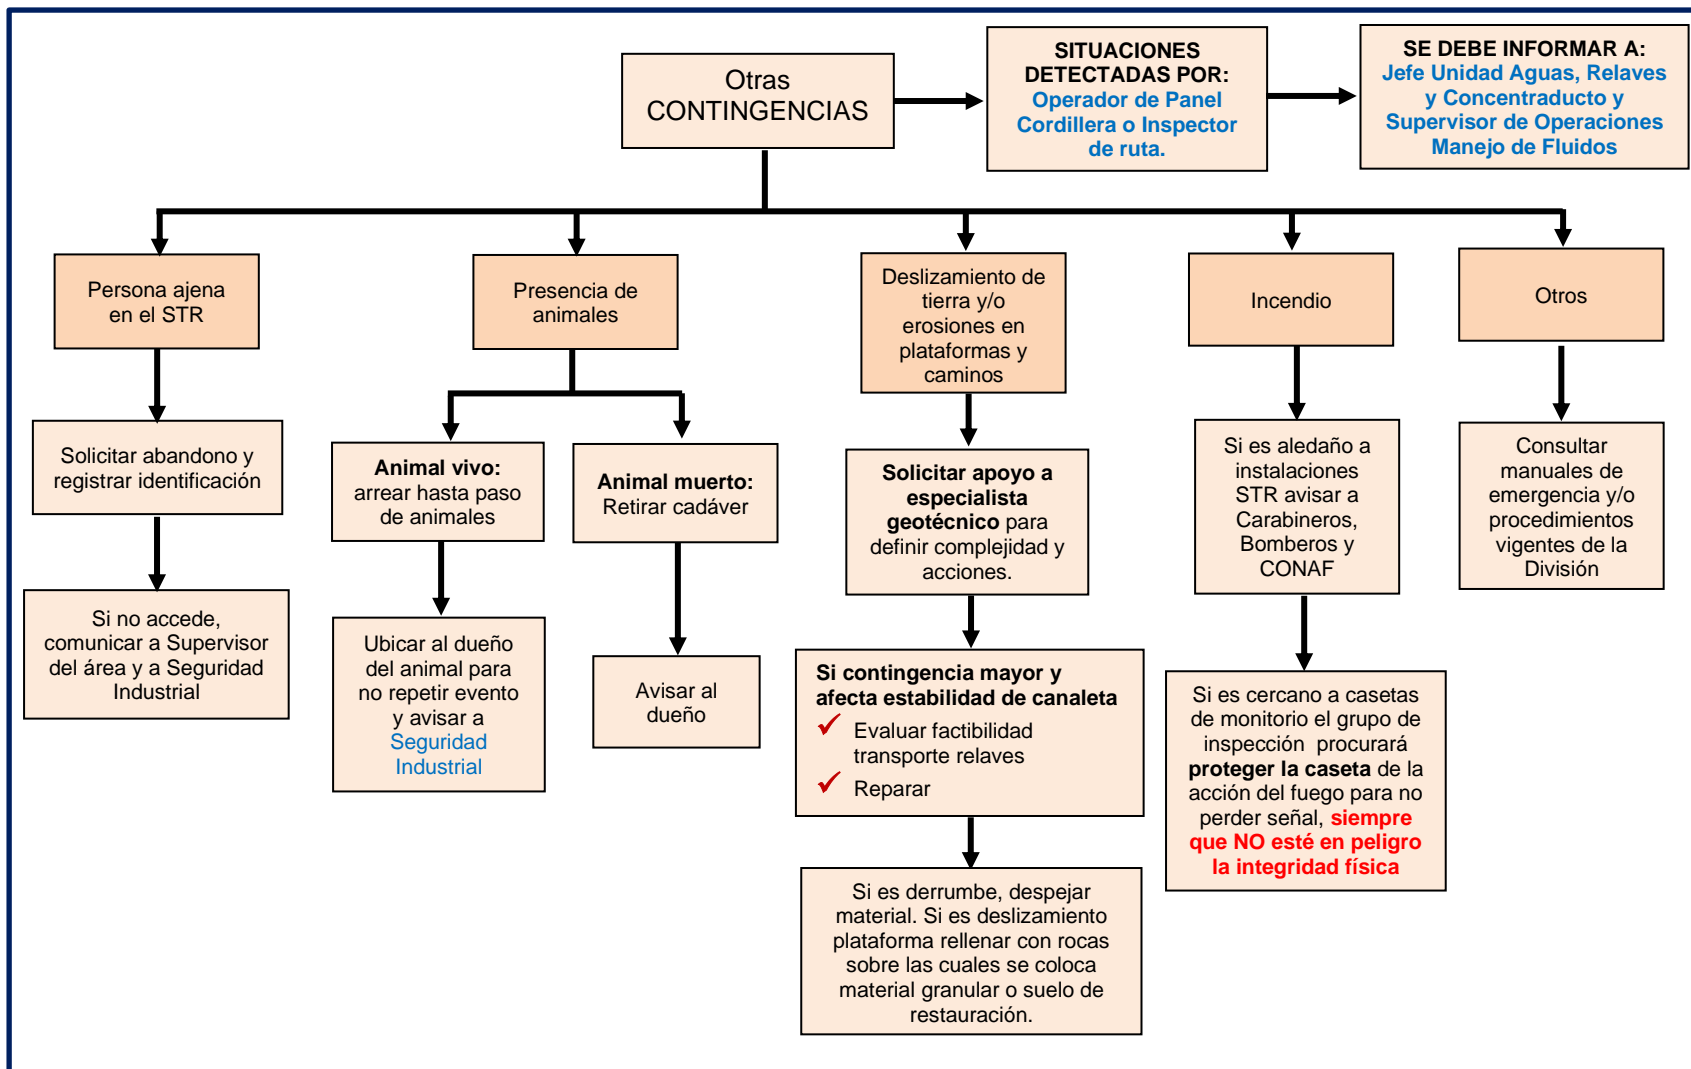 Otras
CONTINGENCIAS
SITUACIONES
DETECTADAS POR:
Operador de Panel
Cordillera o Inspector
de ruta.
SE DEBE INFORMAR A:
Jefe Unidad Aguas, Relaves
y Concentraducto y
Supervisor de Operaciones
Manejo de Fluidos
Persona ajena
en el STR
Solicitar abandono y
registrar identificación
Si no accede,
comunicar a Supervisor
del área y a Seguridad
Industrial
Presencia de
animales
Animal vivo:
arrear hasta paso
de animales
Ubicar al dueño
del animal para
no repetir evento
y avisar a
Seguridad
Industrial
Animal muerto:
Retirar cadáver
Avisar al
dueño
Deslizamiento de
tierra y/o
erosiones en
plataformas y
caminos
Solicitar apoyo a
especialista
geotécnico para
definir complejidad y
acciones.
Si contingencia mayor y
afecta estabilidad de canaleta
✓ Evaluar factibilidad
transporte relaves
✓ Reparar
Si es derrumbe, despejar
material. Si es deslizamiento
plataforma rellenar con rocas
sobre las cuales se coloca
material granular o suelo de
restauración.
Incendio
Si es aledaño a
instalaciones
STR avisar a
Carabineros,
Bomberos y
CONAF
Si es cercano a casetas
de monitorio el grupo de
inspección procurará
proteger la caseta de la
acción del fuego para no
perder señal, siempre
que NO esté en peligro
la integridad física
Otros
Consultar
manuales de
emergencia y/o
procedimientos
vigentes de la
División